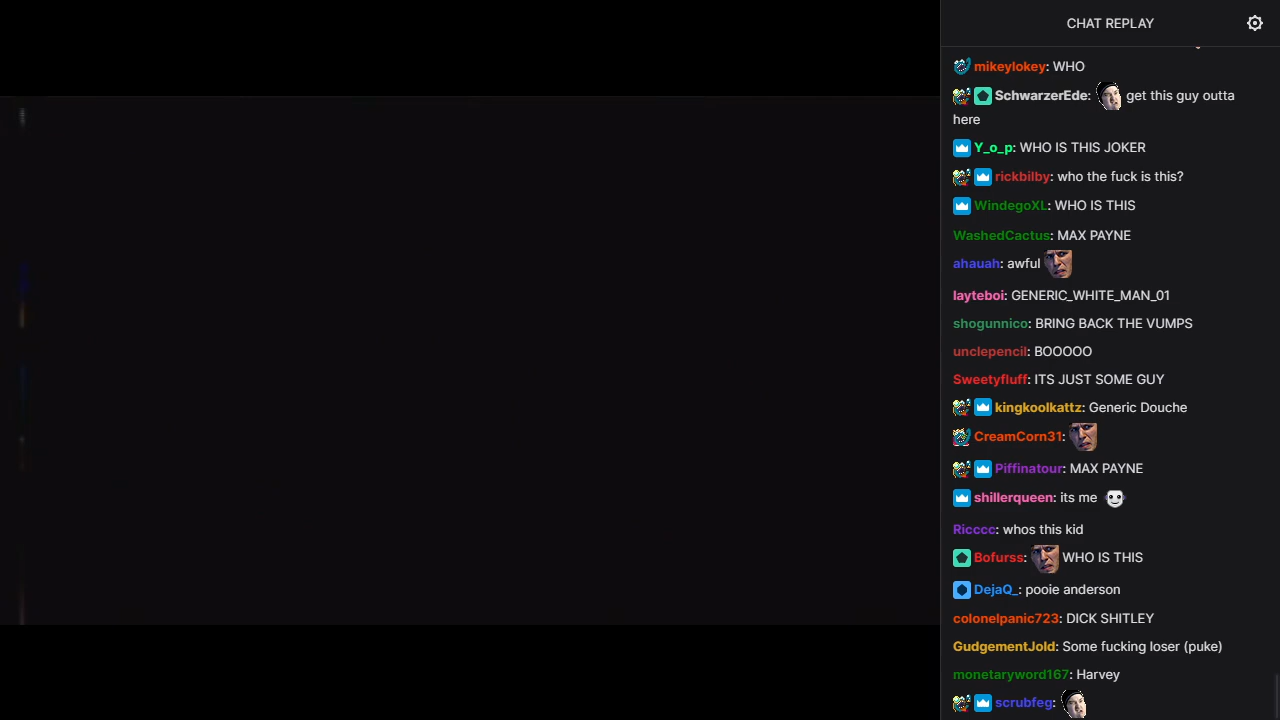 CHAT REPLAY
mikeylokey: WHO
SchwarzerEde: get this guy outta
here
Y_o_p: WHO IS THIS JOKER
rickbilby: who the fuck is this?
WindegoXL: WHO IS THIS
WashedCactus: MAX PAYNE
ahauah: awful
layteboi: GENERIC_WHITE_MAN_01
shogunnico: BRING BACK THE VUMPS
unclepencil: BOOOOO
Sweetyfluff: ITS JUST SOME GUY
kingkoolkattz: Generic Douche
CreamCorn31:
Piffinatour: MAX PAYNE
shillerqueen: its me
Ricccc: whos this kid
Bofurss: WHO IS THIS
DejaQ_: pooie anderson
colonelpanic723: DICK SHITLEY
GudgementJold: Some fucking loser (puke)
monetaryword167: Harvey
scrubfeg: